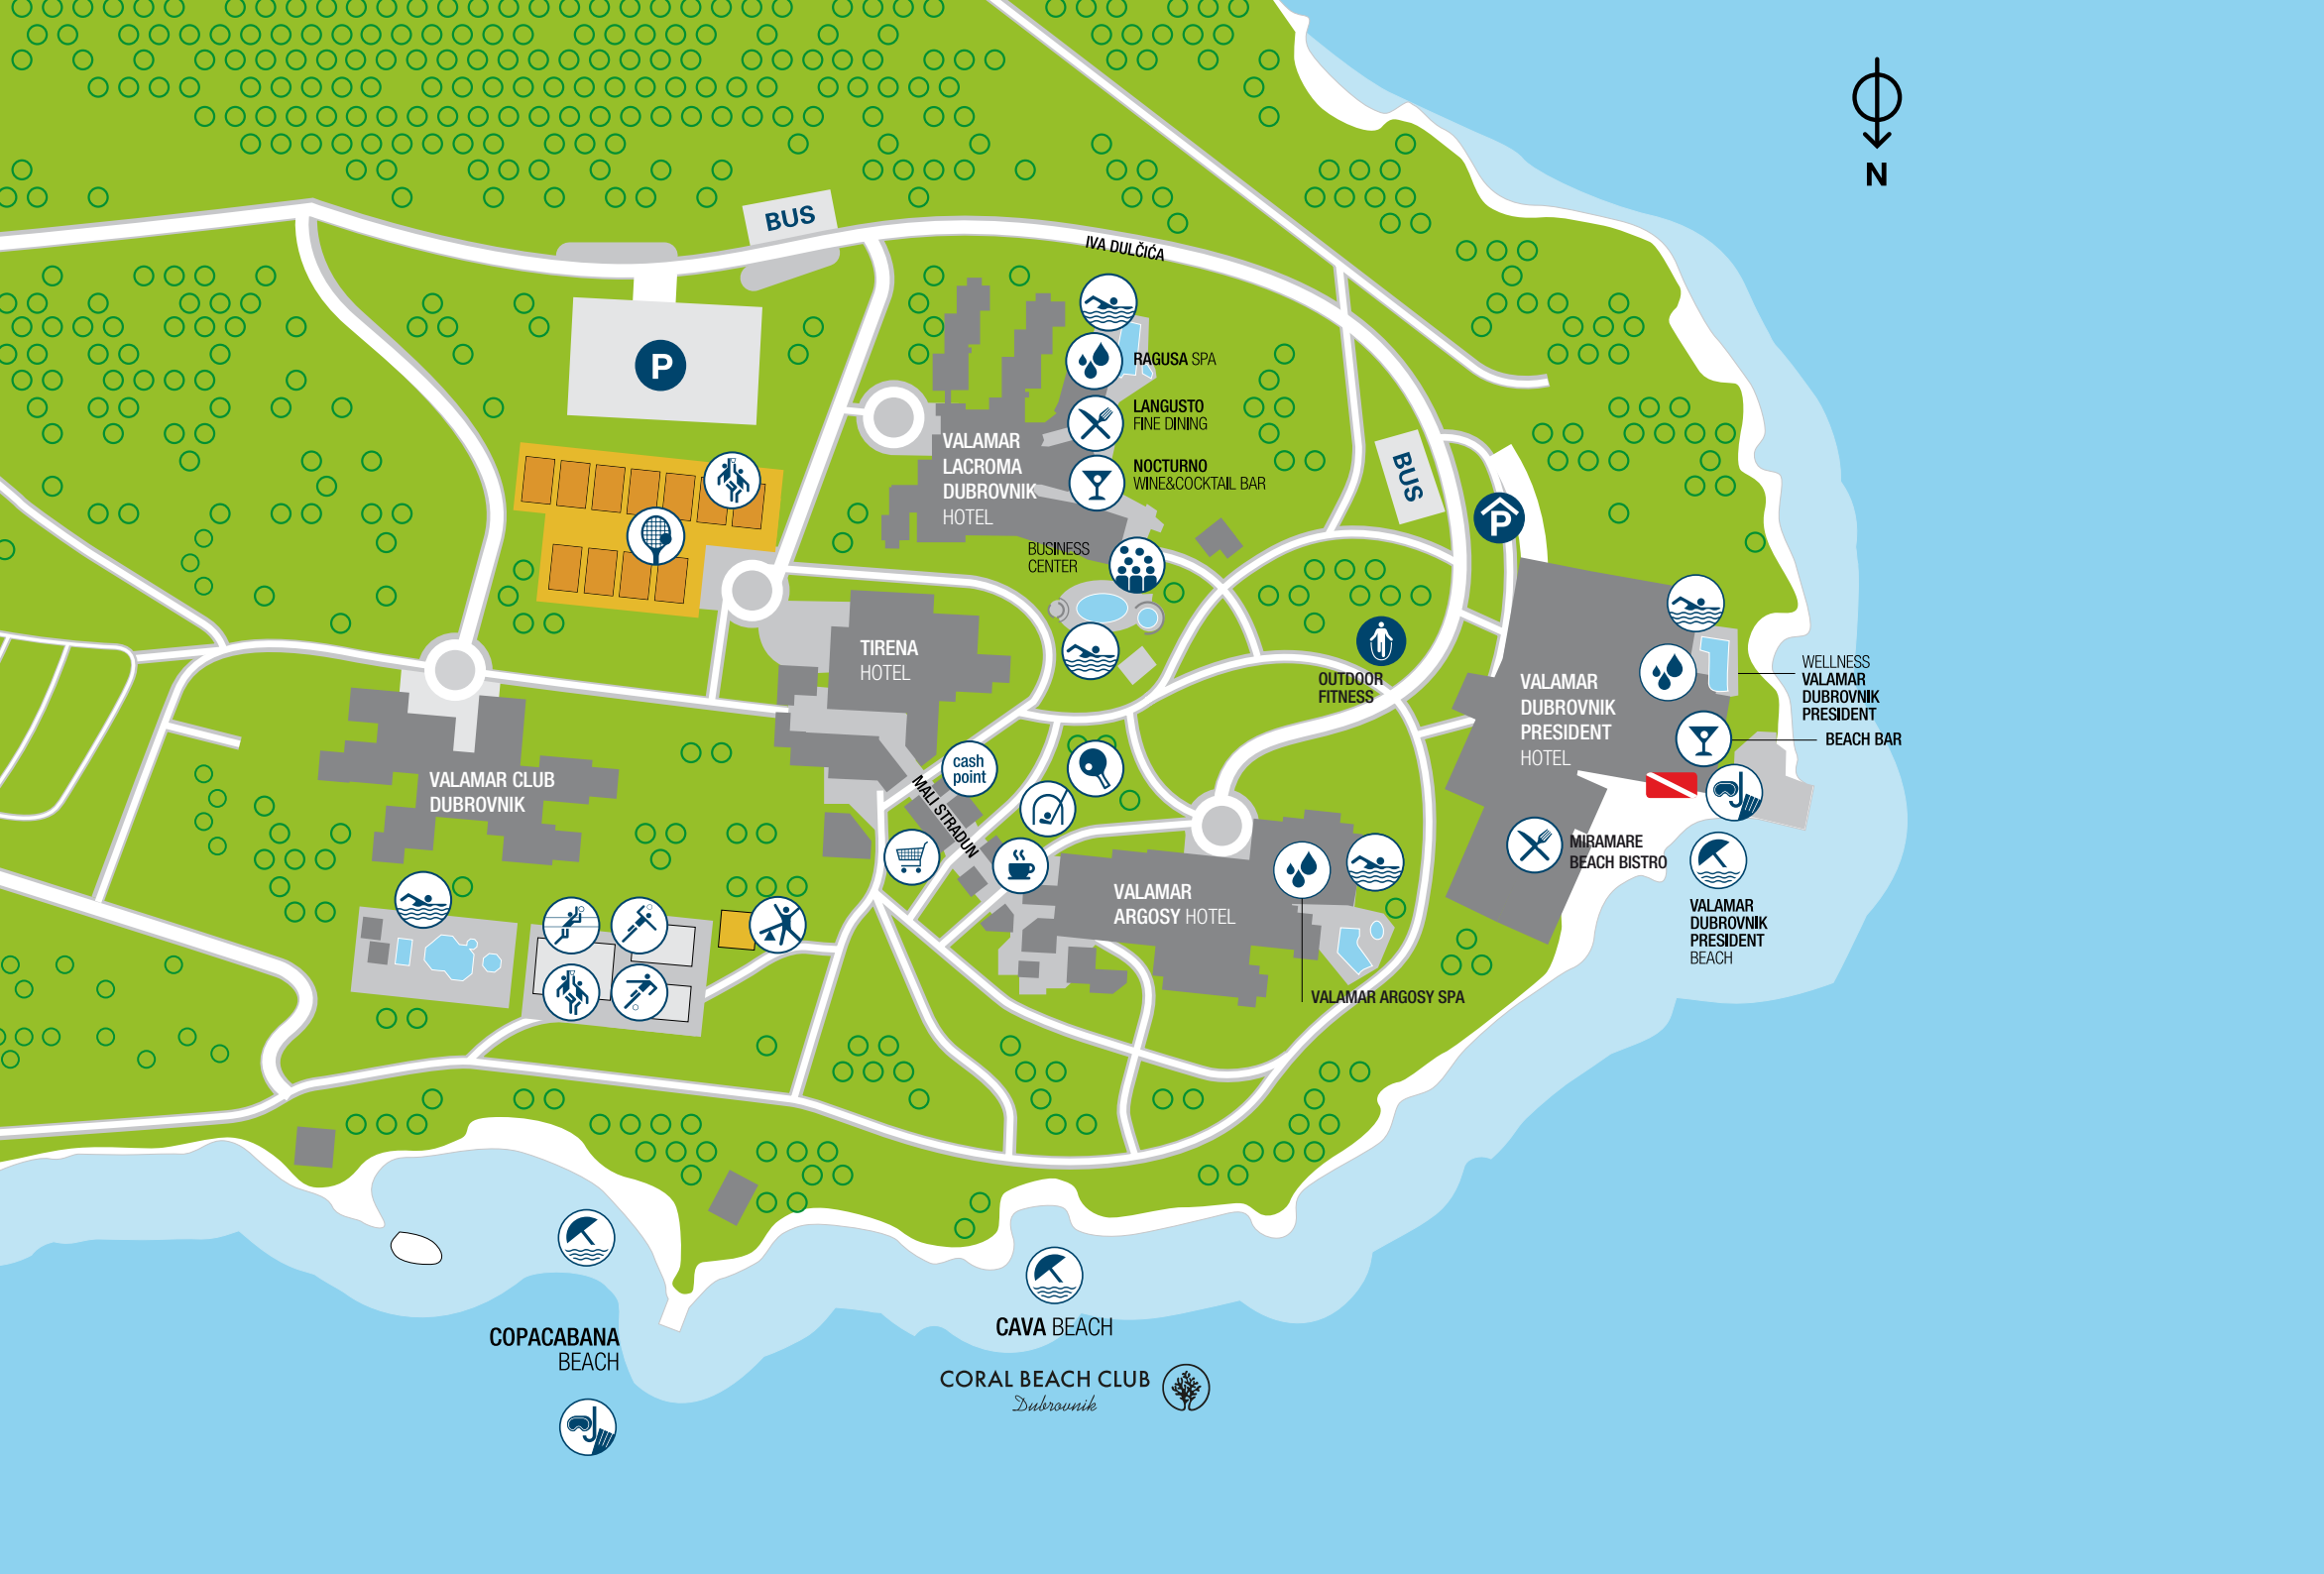 N
BUS
IVA DULČIĆA
P
RAGUSA SPA
LANGUSTO
FINE DINING
VALAMAR
LACROMA
DUBROVNIK
HOTEL
NOCTURNO
WINE&COCKTAIL BAR
BUS
P
BUSINESS
CENTER
TIRENA
HOTEL
OUTDOOR
FITNESS
VALAMAR
DUBROVNIK
PRESIDENT
HOTEL
WELLNESS
VALAMAR
DUBROVNIK
PRESIDENT
BEACH BAR
VALAMAR CLUB
DUBROVNIK
cash
point
MALI STRADUN
MIRAMARE
BEACH BISTRO
VALAMAR
ARGOSY HOTEL
VALAMAR
DUBROVNIK
PRESIDENT
BEACH
VALAMAR ARGOSY SPA
COPACABANA
BEACH
CAVA BEACH
CORAL BEACH CLUB
Dubrovnik